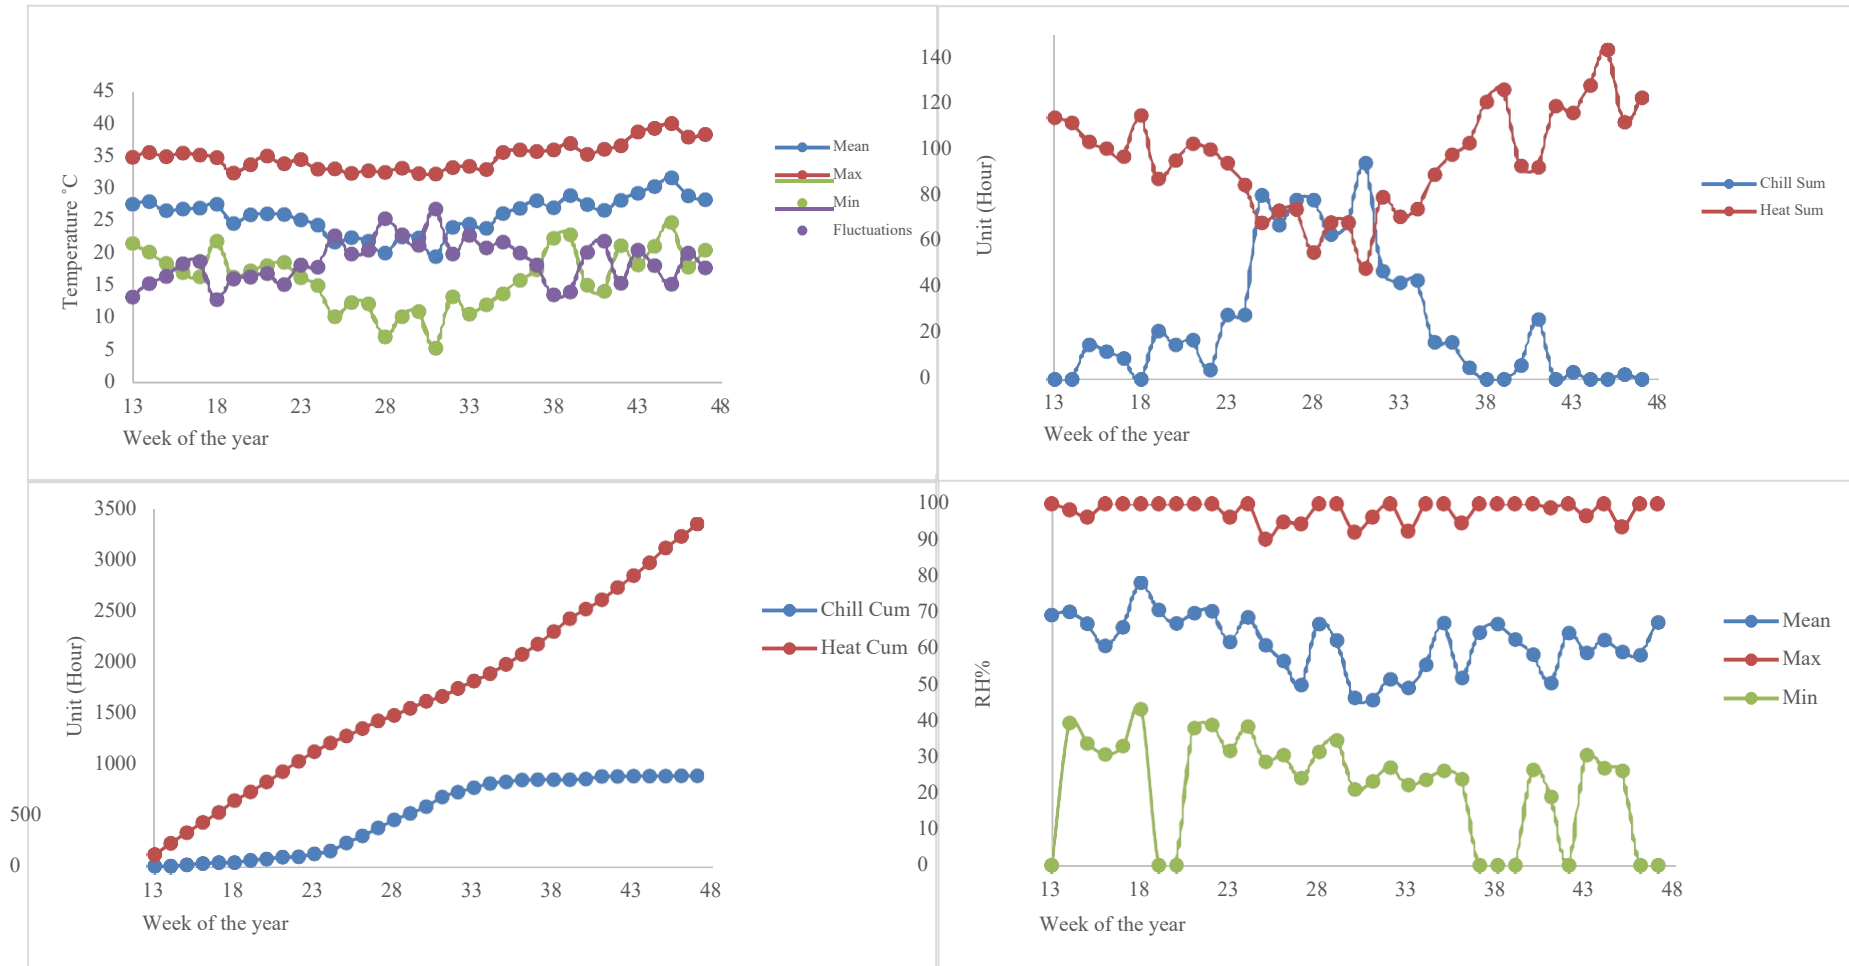 45
40
35
30
25
20
15
10
5
0
Temperature ˚C
13 18 23 28 33 38 43 48
Week of the year
Mean
Max
Min
Fluctuations
140
120
100
80
60
40
20
0
Unit (Hour)
13 18 23 28 33 38 43 48
Week of the year
Chill Sum
Heat Sum
3500
3000
2500
2000
1500
1000
500
0
Unit (Hour)
13 18 23 28 33 38 43 48
Week of the year
Chill Cum
Heat Cum
100
90
80
70
60
50
40
30
20
10
0
RH%
13 18 23 28 33 38 43 48
Week of the year
Mean
Max
Min